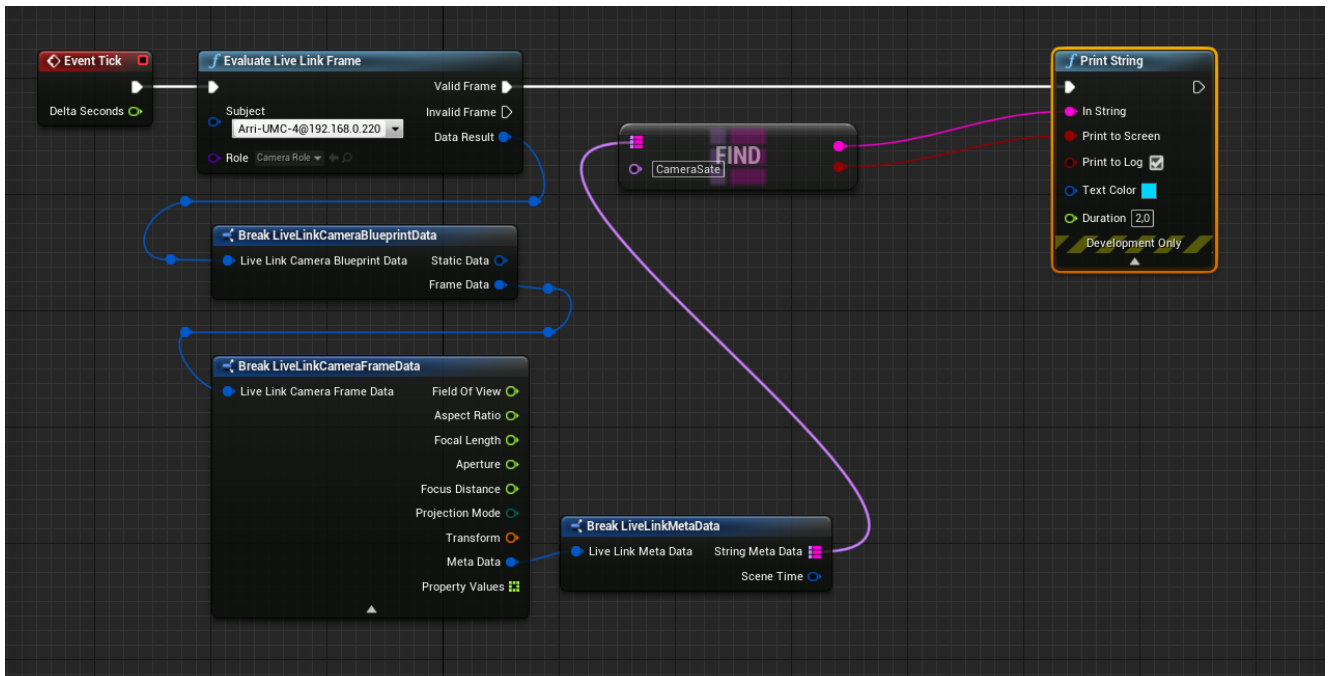 Event Tick
Delta Seconds
Evaluate Live Link Frame
Valid Frame
Subject
Invalid Frame
Arri-UMC-4@192.168.0.220
Data Result
Role Camera Role
Break LiveLinkCameraBlueprintData
Live Link Camera Blueprint Data Static Data
Frame Data
Break LiveLinkCameraFrameData
Live Link Camera Frame Data Field Of View
Aspect Ratio
Focal Length
Aperture
Focus Distance
Projection Mode
Transform
Meta Data
Property Values
Break LiveLinkMetaData
Live Link Meta Data String Meta Data
Scene Time
FIND
CameraSate
Print String
In String
Print to Screen
Print to Log
Text Color
Duration 2,0
Development Only